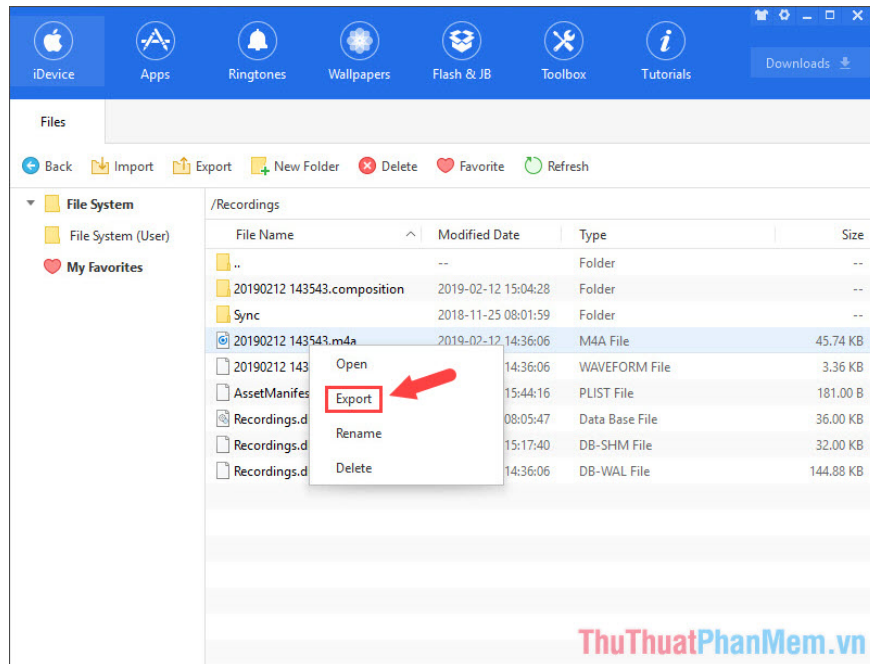 iDevice Apps Ringtones Wallpapers Flash & JB Toolbox Tutorials Downloads
Files
Back Import Export New Folder Delete Favorite Refresh
File System
File System (User)
My Favorites
/Recordings
File Name Modified Date Type Size
.. -- Folder --
20190212 143543.composition 2019-02-12 15:04:28 Folder --
Sync 2018-11-25 08:01:59 Folder --
20190212 143543.m4a 2019-02-12 14:36:06 M4A File 45.74 KB
20190212 143 14:36:06 WAVEFORM File 3.36 KB
AssetManifes 15:44:16 PLIST File 181.00 B
Recordings.d 08:05:47 Data Base File 36.00 KB
Recordings.d 15:17:40 DB-SHM File 32.00 KB
Recordings.d 14:36:06 DB-WAL File 144.88 KB
Open
Export
Rename
Delete
ThuThuatPhanMem.vn